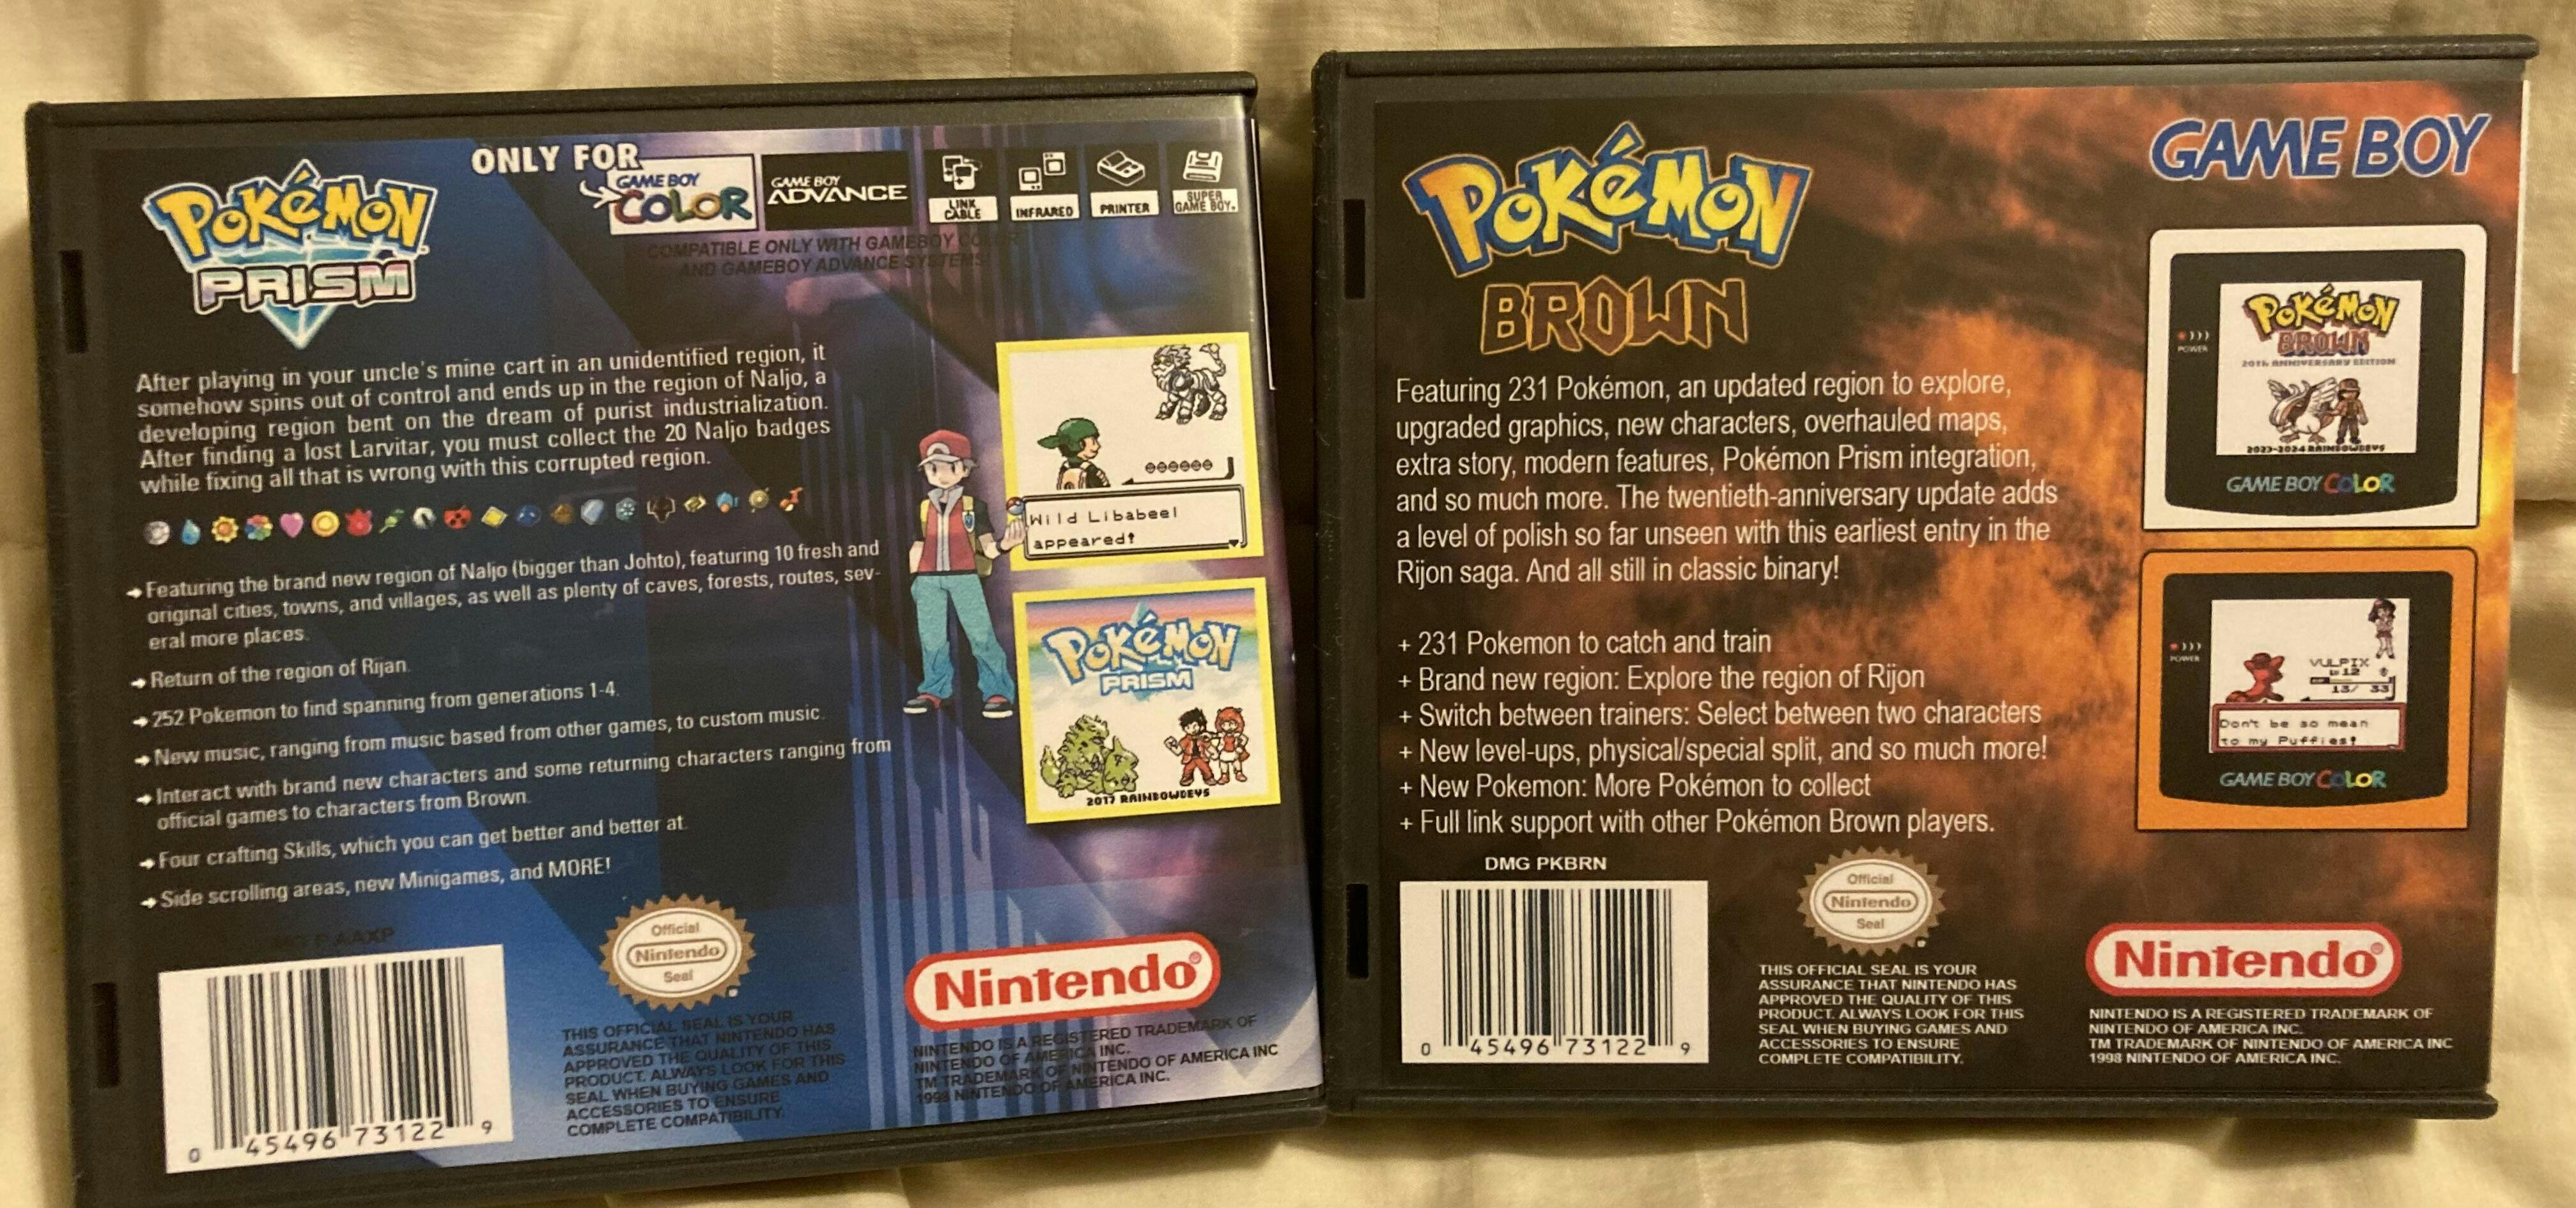 Pokémon
PRISM
ONLY FOR
GAME BOY
COLOR
GAME BOY
ADVANCE
LINK
CABLE
INFRARED
PRINTER
SUPER
GAME BOY.
COMPATIBLE ONLY WITH GAMEBOY COLOR
AND GAMEBOY ADVANCE SYSTEMS
After playing in your uncle's mine cart in an unidentified region, it
somehow spins out of control and ends up in the region of Naljo, a
developing region bent on the dream of purist industrialization.
After finding a lost Larvitar, you must collect the 20 Naljo badges
while fixing all that is wrong with this corrupted region.
Wild Libabeel
appeared!
Featuring the brand new region of Naljo (bigger than Johto), featuring 10 fresh and
original cities, towns, and villages, as well as plenty of caves, forests, routes, sev-
eral more places.
Return of the region of Rijan.
252 Pokemon to find spanning from generations 1-4.
New music, ranging from music based from other games, to custom music.
Interact with brand new characters and some returning characters ranging from
official games to characters from Brown.
Four crafting Skills, which you can get better and better at.
Side scrolling areas, new Minigames, and MORE!
Pokémon
PRISM
2017 RAINBOWDEVS
0 45496 73122 9
Official
Nintendo
Seal
THIS OFFICIAL SEAL IS YOUR
ASSURANCE THAT NINTENDO HAS
APPROVED THE QUALITY OF THIS
PRODUCT. ALWAYS LOOK FOR THIS
SEAL WHEN BUYING GAMES AND
ACCESSORIES TO ENSURE
COMPLETE COMPATIBILITY.
Nintendo®
NINTENDO IS A REGISTERED TRADEMARK OF
NINTENDO OF AMERICA INC.
TM TRADEMARK OF NINTENDO OF AMERICA INC
1998 NINTENDO OF AMERICA INC.
Pokémon
BROWN
GAME BOY
Featuring 231 Pokémon, an updated region to explore,
upgraded graphics, new characters, overhauled maps,
extra story, modern features, Pokémon Prism integration,
and so much more. The twentieth-anniversary update adds
a level of polish so far unseen with this earliest entry in the
Rijon saga. And all still in classic binary!
+ 231 Pokemon to catch and train
+ Brand new region: Explore the region of Rijon
+ Switch between trainers: Select between two characters
+ New level-ups, physical/special split, and so much more!
+ New Pokemon: More Pokémon to collect
+ Full link support with other Pokémon Brown players.
POWER
Pokémon
BROWN
20th ANNIVERSARY EDITION
2023-2024 RAINBOWDEVS
GAME BOY COLOR
POWER
VULPIX
12
13/ 33
Don't be so mean
to my Puffies!
GAME BOY COLOR
DMG PKBRN
0 45496 73122 9
Official
Nintendo
Seal
THIS OFFICIAL SEAL IS YOUR
ASSURANCE THAT NINTENDO HAS
APPROVED THE QUALITY OF THIS
PRODUCT. ALWAYS LOOK FOR THIS
SEAL WHEN BUYING GAMES AND
ACCESSORIES TO ENSURE
COMPLETE COMPATIBILITY.
Nintendo®
NINTENDO IS A REGISTERED TRADEMARK OF
NINTENDO OF AMERICA INC.
TM TRADEMARK OF NINTENDO OF AMERICA INC
1998 NINTENDO OF AMERICA INC.